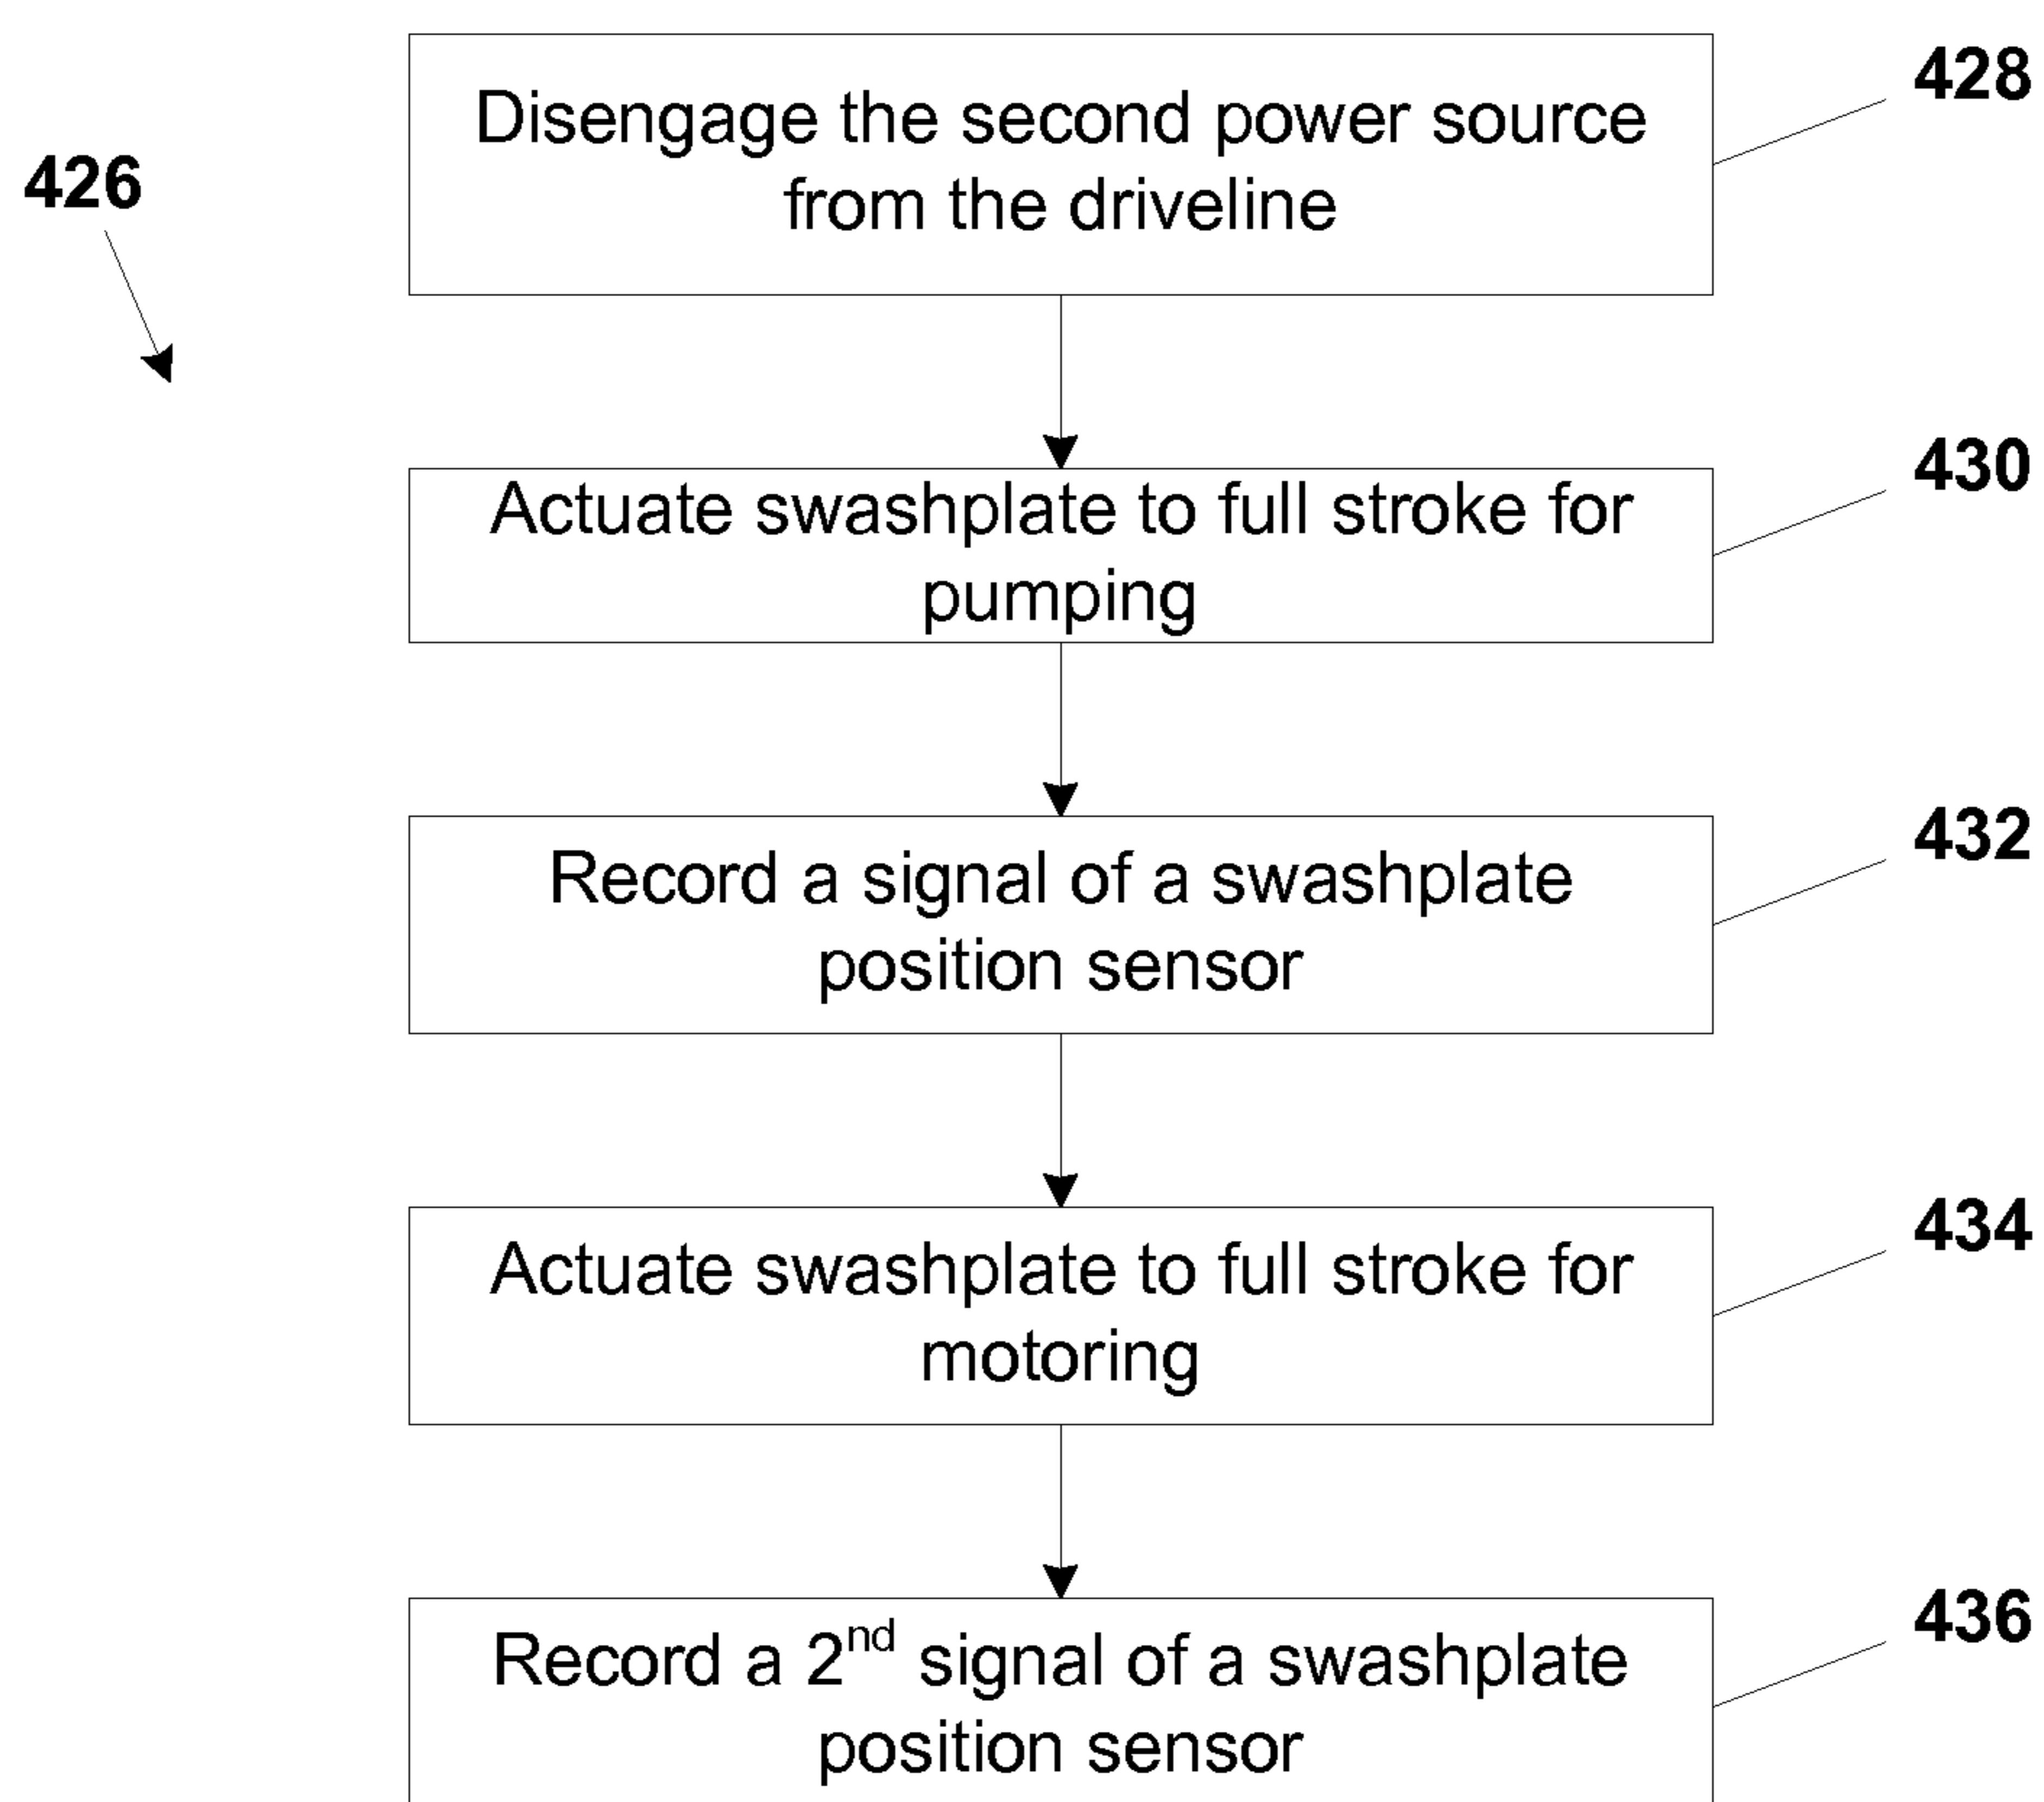 428
Disengage the second power source
from the driveline
426
430
Actuate swashplate to full stroke for
pumping
432
Record a signal of a swashplate
position sensor
434
Actuate swashplate to full stroke for
motoring
436
Record a 2nd signal of a swashplate
position sensor